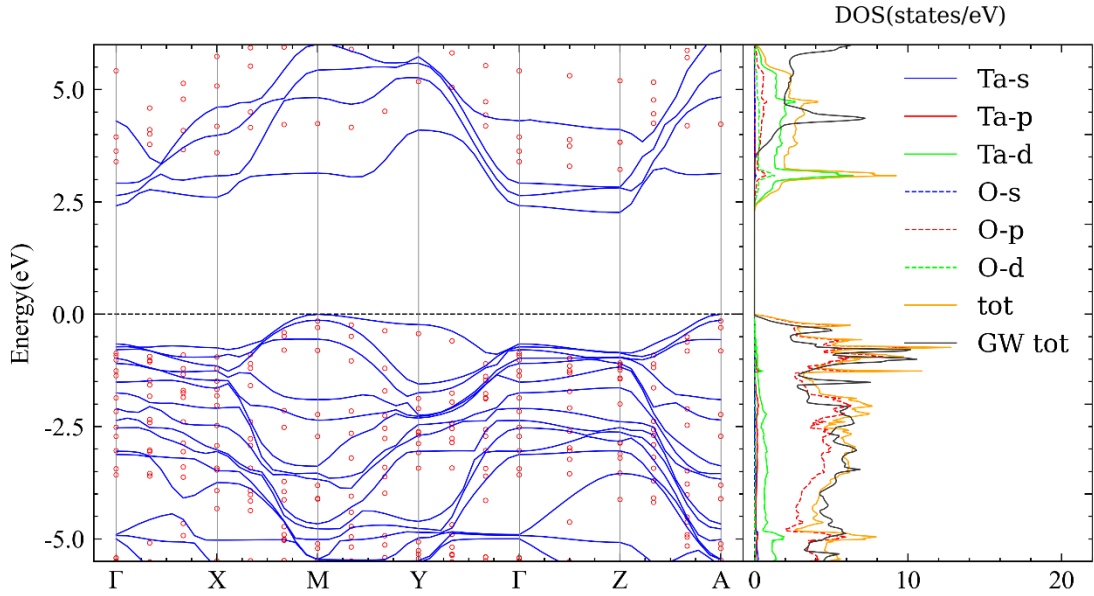 DOS(states/eV)
5.0
2.5
0.0
-2.5
-5.0
Energy(eV)
Γ X M Y Γ Z A
0 10 20
Ta-s
Ta-p
Ta-d
O-s
O-p
O-d
tot
GW tot